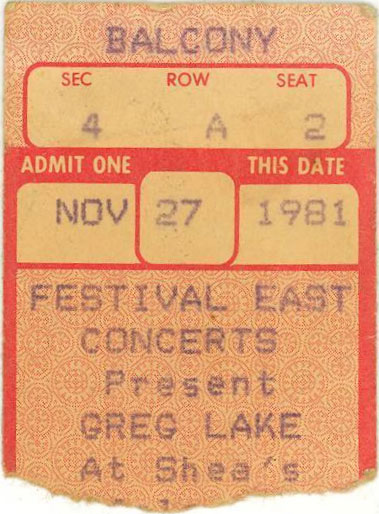 BALCONY
SEC ROW SEAT
4 A 2
ADMIT ONE THIS DATE
NOV 27 1981
FESTIVAL EAST
CONCERTS
Present
GREG LAKE
At Shea's